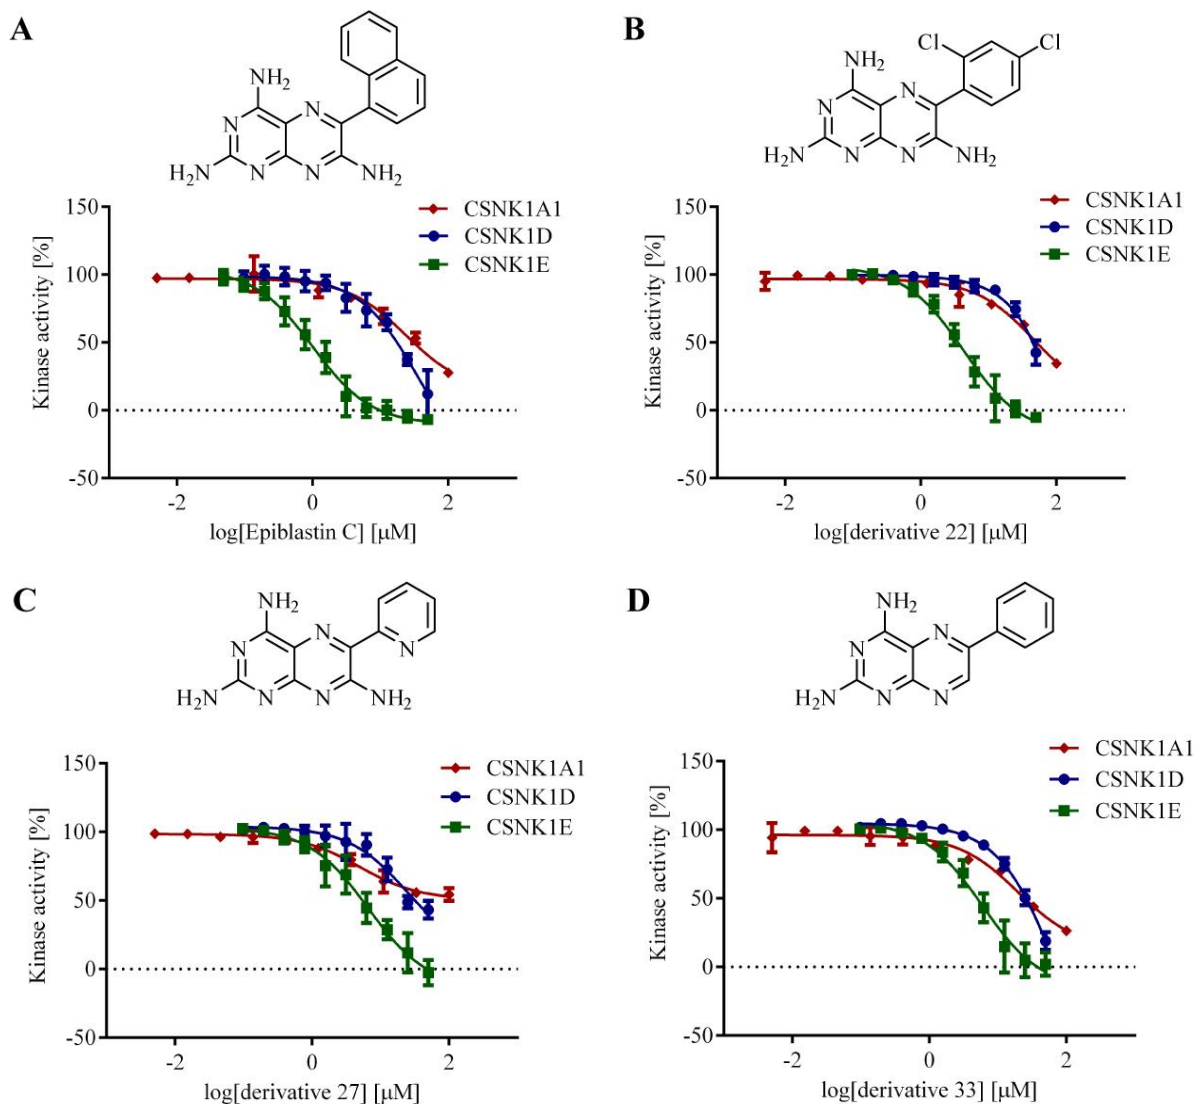 A
NH₂
N
N
H₂N
N
N
NH₂
150
100
50
0
-50
Kinase activity [%]
CSNK1A1
CSNK1D
CSNK1E
-2
0
2
log[Epiblastin C] [μM]
B
Cl
Cl
NH₂
N
N
H₂N
N
N
NH₂
150
100
50
0
-50
Kinase activity [%]
CSNK1A1
CSNK1D
CSNK1E
-2
0
2
log[derivative 22] [μM]
C
NH₂
N
N
N
H₂N
N
N
NH₂
150
100
50
0
-50
Kinase activity [%]
CSNK1A1
CSNK1D
CSNK1E
-2
0
2
log[derivative 27] [μM]
D
NH₂
N
N
H₂N
N
N
150
100
50
0
-50
Kinase activity [%]
CSNK1A1
CSNK1D
CSNK1E
-2
0
2
log[derivative 33] [μM]